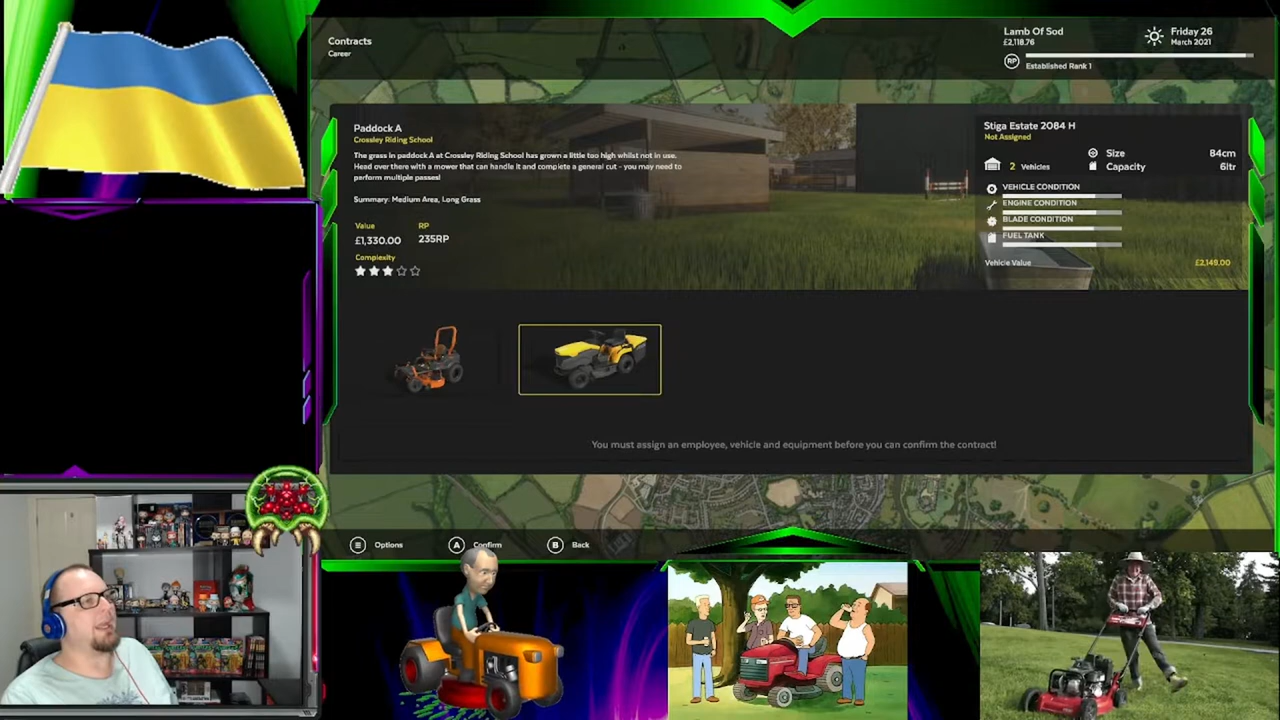 Contracts
Career
Lamb Of Sod
£2,118.76
Friday 26
March 2021
RP
Established Rank 1
Paddock A
Crossley Riding School
The grass in paddock A at Crossley Riding School has grown a little too high whilst not in use.
Head over there with a mower that can handle it and complete a general cut - you may need to
perform multiple passes!
Summary: Medium Area, Long Grass
Value
RP
£1,330.00
235RP
Complexity
Stiga Estate 2084 H
Not Assigned
2 Vehicles
Size 84cm
Capacity 6ltr
VEHICLE CONDITION
ENGINE CONDITION
BLADE CONDITION
FUEL TANK
Vehicle Value £2,149.00
You must assign an employee, vehicle and equipment before you can confirm the contract!
Options
A Confirm
B Back